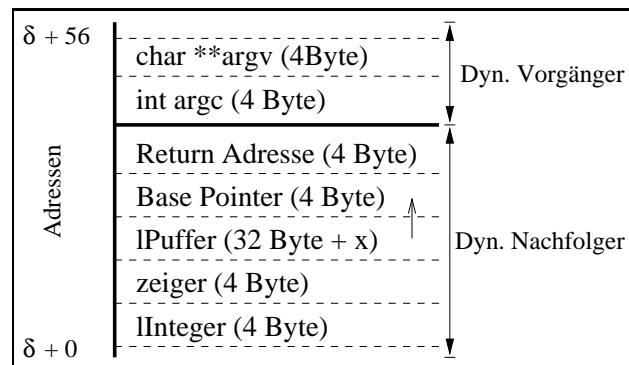 δ + 56
char **argv (4Byte)
int argc (4 Byte)
Dyn. Vorgänger
Adressen
Return Adresse (4 Byte)
Base Pointer (4 Byte)
lPuffer (32 Byte + x)
zeiger (4 Byte)
lInteger (4 Byte)
Dyn. Nachfolger
δ + 0